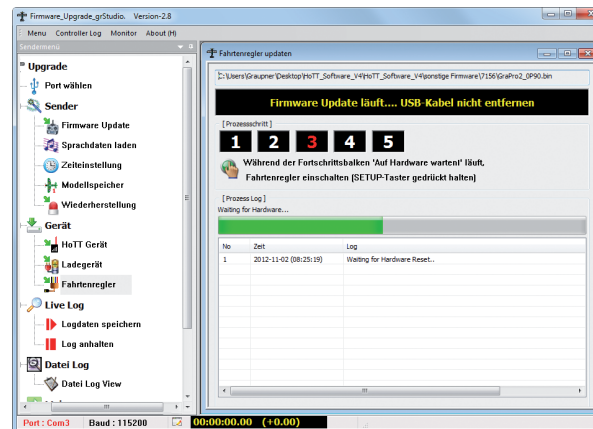 Firmware_Upgrade_grStudio. Version-2.8
Menu Controller Log Monitor About (H)
Sendermenü
Upgrade
Port wählen
Sender
Firmware Update
Sprachdaten laden
Zeiteinstellung
Modellspeicher
Wiederherstellung
Gerät
HoTT Gerät
Ladegerät
Fahrtenregler
Live Log
Logdaten speichern
Log anhalten
Datei Log
Datei Log View
Fahrtenregler updaten
C:\Users\Graupner\Desktop\HoTT_Software_V4\HoTT_Software_V4\sonstige Firmware\7156\GraPro2_0P90.bin
Firmware Update läuft.... USB-Kabel nicht entfernen
[ Prozessschritt ]
1 2 3 4 5
Während der Fortschrittsbalken 'Auf Hardware warten!' läuft,
Fahrtenregler einschalten (SETUP-Taster gedrückt halten)
[ Prozess Log ]
Waiting for Hardware...
No Zeit Log
1 2012-11-02 (08:25:19) Waiting for Hardware Reset..
Port : Com3 Baud : 115200 00:00:00.00 (+0.00)